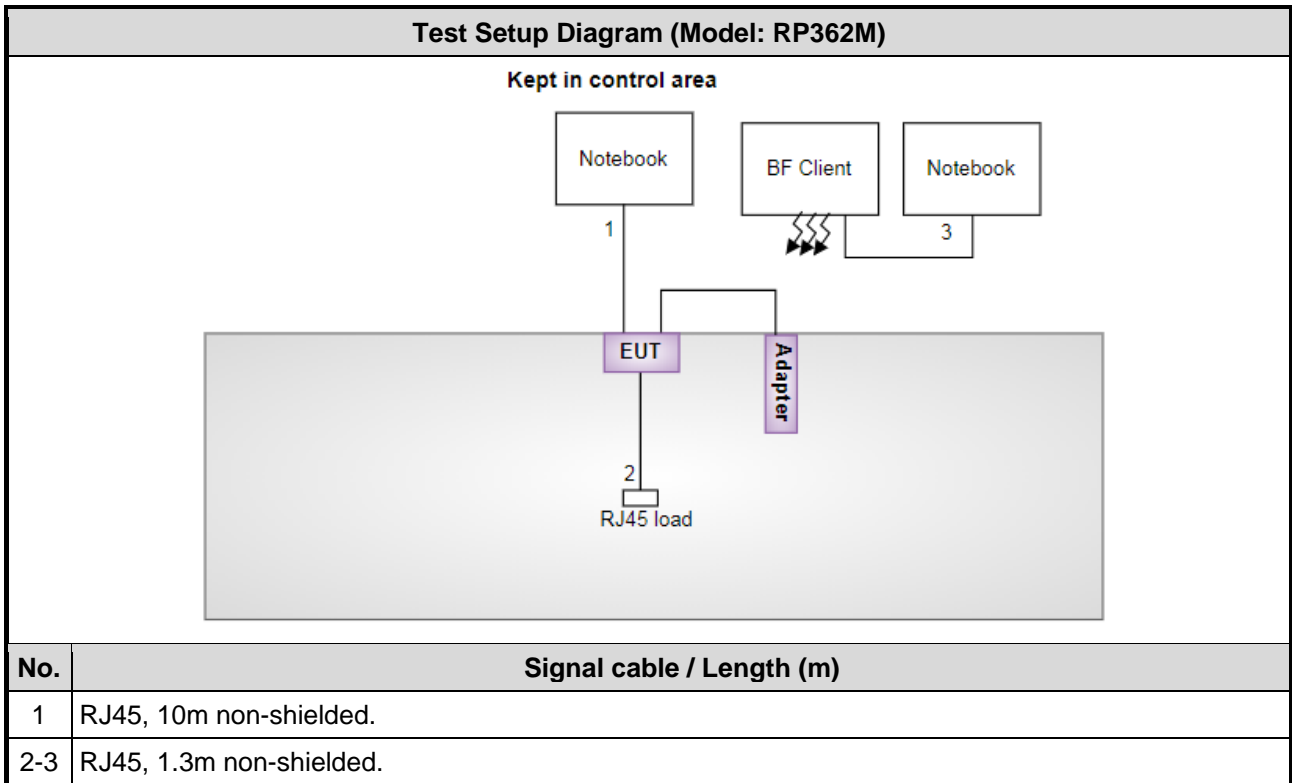 Test Setup Diagram (Model: RP362M)
Kept in control area
Notebook
BF Client
Notebook
1
3
EUT
Adapter
2
RJ45 load
No. Signal cable / Length (m)
1 RJ45, 10m non-shielded.
2-3 RJ45, 1.3m non-shielded.